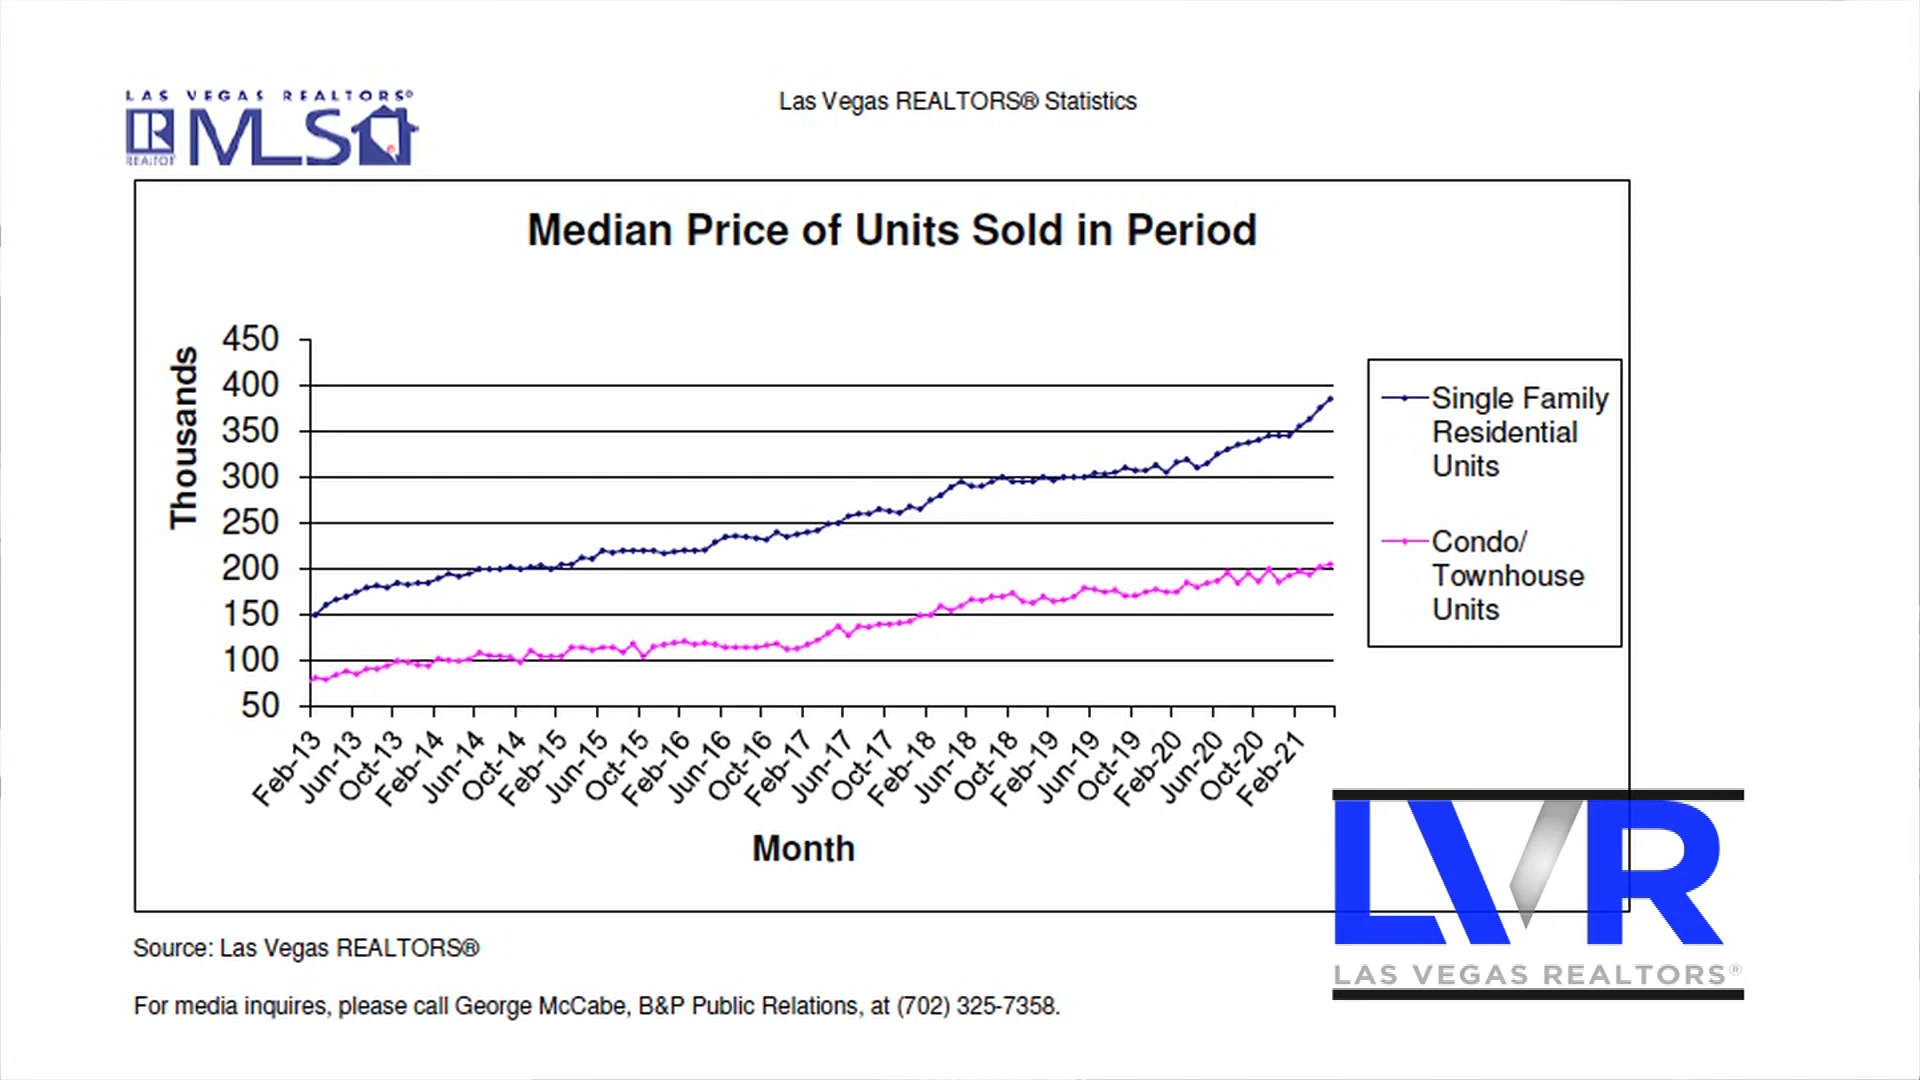 LAS VEGAS REALTORS®
R MLS
REALTOR
Las Vegas REALTORS® Statistics
Median Price of Units Sold in Period
Thousands
450
400
350
300
250
200
150
100
50
Single Family
Residential
Units
Condo/
Townhouse
Units
Feb-13
Jun-13
Oct-13
Feb-14
Jun-14
Oct-14
Feb-15
Jun-15
Oct-15
Feb-16
Jun-16
Oct-16
Feb-17
Jun-17
Oct-17
Feb-18
Jun-18
Oct-18
Feb-19
Jun-19
Oct-19
Feb-20
Jun-20
Oct-20
Feb-21
Month
LVR
LAS VEGAS REALTORS®
Source: Las Vegas REALTORS®
For media inquires, please call George McCabe, B&P Public Relations, at (702) 325-7358.